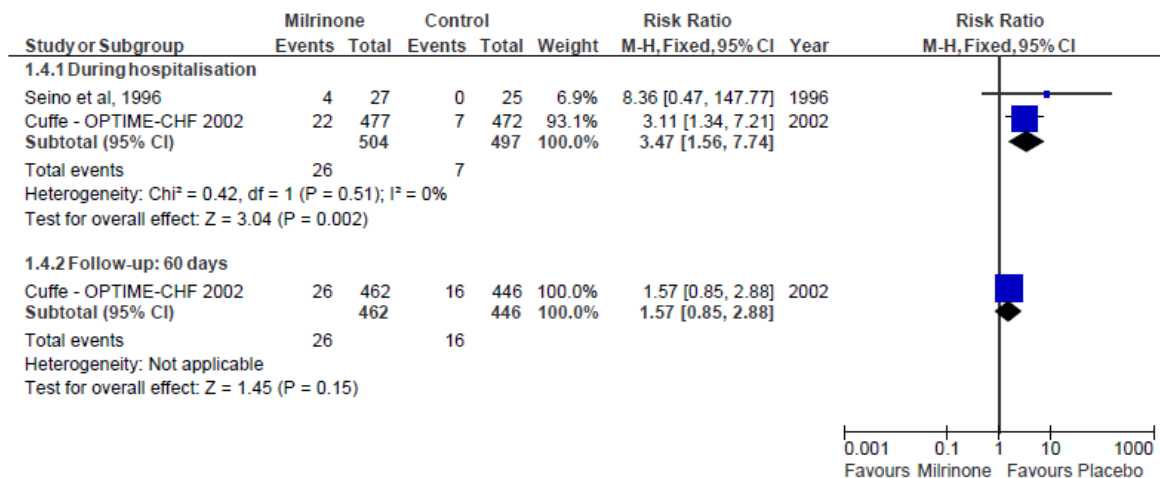 Milrinone Control Risk Ratio Risk Ratio
Study or Subgroup Events Total Events Total Weight M-H, Fixed, 95% CI Year M-H, Fixed, 95% CI
1.4.1 During hospitalisation
Seino et al, 1996 4 27 0 25 6.9% 8.36 [0.47, 147.77] 1996
Cuffe - OPTIME-CHF 2002 22 477 7 472 93.1% 3.11 [1.34, 7.21] 2002
Subtotal (95% CI) 504 497 100.0% 3.47 [1.56, 7.74]
Total events 26 7
Heterogeneity: Chi² = 0.42, df = 1 (P = 0.51); I² = 0%
Test for overall effect: Z = 3.04 (P = 0.002)
1.4.2 Follow-up: 60 days
Cuffe - OPTIME-CHF 2002 26 462 16 446 100.0% 1.57 [0.85, 2.88] 2002
Subtotal (95% CI) 462 446 100.0% 1.57 [0.85, 2.88]
Total events 26 16
Heterogeneity: Not applicable
Test for overall effect: Z = 1.45 (P = 0.15)
0.001 0.1 1 10 1000
Favours Milrinone Favours Placebo